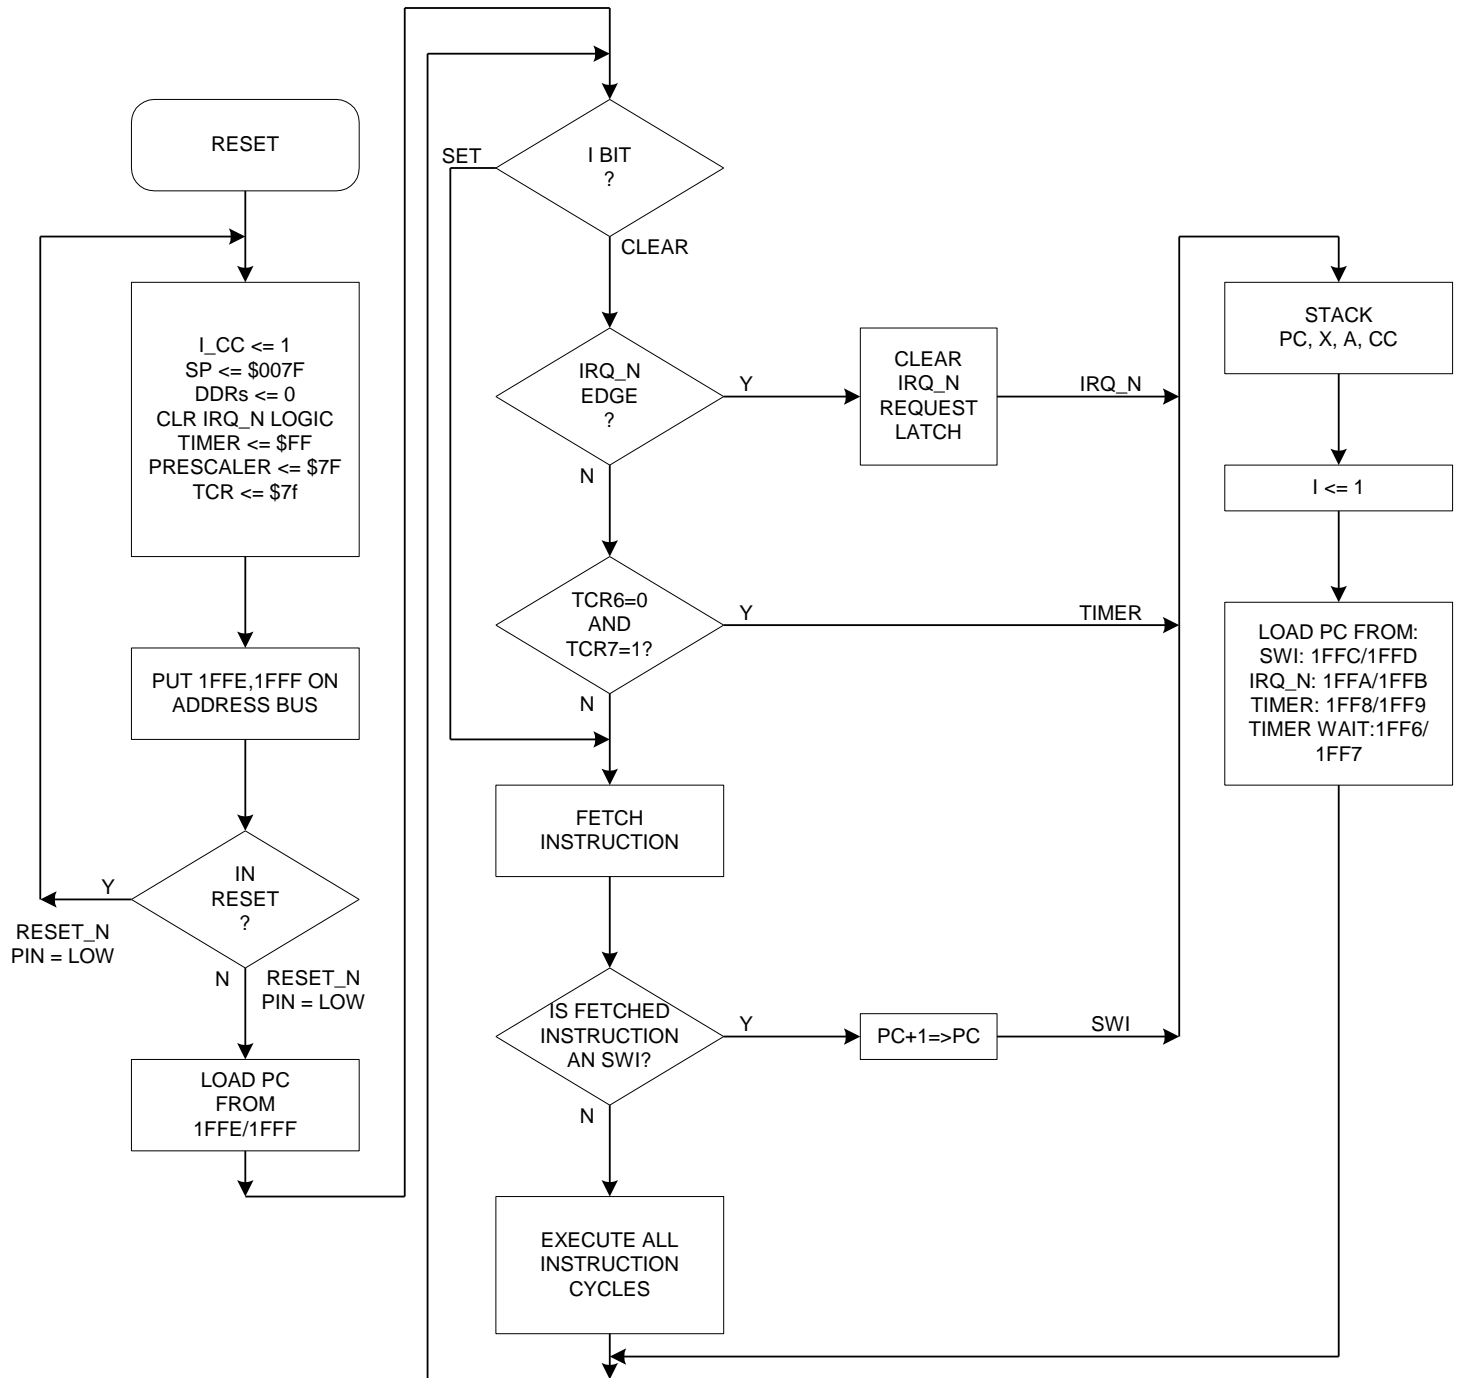 RESET
I_CC <= 1
SP <= $007F
DDRs <= 0
CLR IRQ_N LOGIC
TIMER <= $FF
PRESCALER <= $7F
TCR <= $7f
PUT 1FFE,1FFF ON
ADDRESS BUS
IN
RESET
?
Y
RESET_N
PIN = LOW
N
RESET_N
PIN = LOW
LOAD PC
FROM
1FFE/1FFF
I BIT
?
SET
CLEAR
IRQ_N
EDGE
?
Y
N
CLEAR
IRQ_N
REQUEST
LATCH
IRQ_N
TCR6=0
AND
TCR7=1?
Y
TIMER
N
FETCH
INSTRUCTION
IS FETCHED
INSTRUCTION
AN SWI?
Y
PC+1=>PC
SWI
N
EXECUTE ALL
INSTRUCTION
CYCLES
STACK
PC, X, A, CC
I <= 1
LOAD PC FROM:
SWI: 1FFC/1FFD
IRQ_N: 1FFA/1FFB
TIMER: 1FF8/1FF9
TIMER WAIT:1FF6/
1FF7